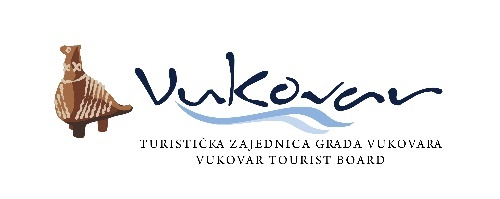 Vukovar
TURISTIČKA ZAJEDNICA GRADA VUKOVARA
VUKOVAR TOURIST BOARD